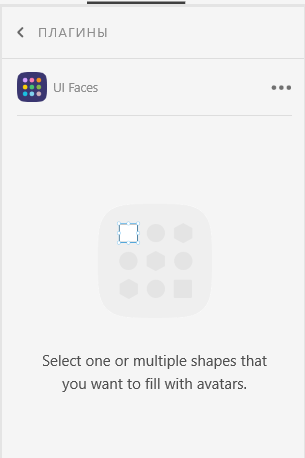 ПЛАГИНЫ
UI Faces
Select one or multiple shapes that
you want to fill with avatars.